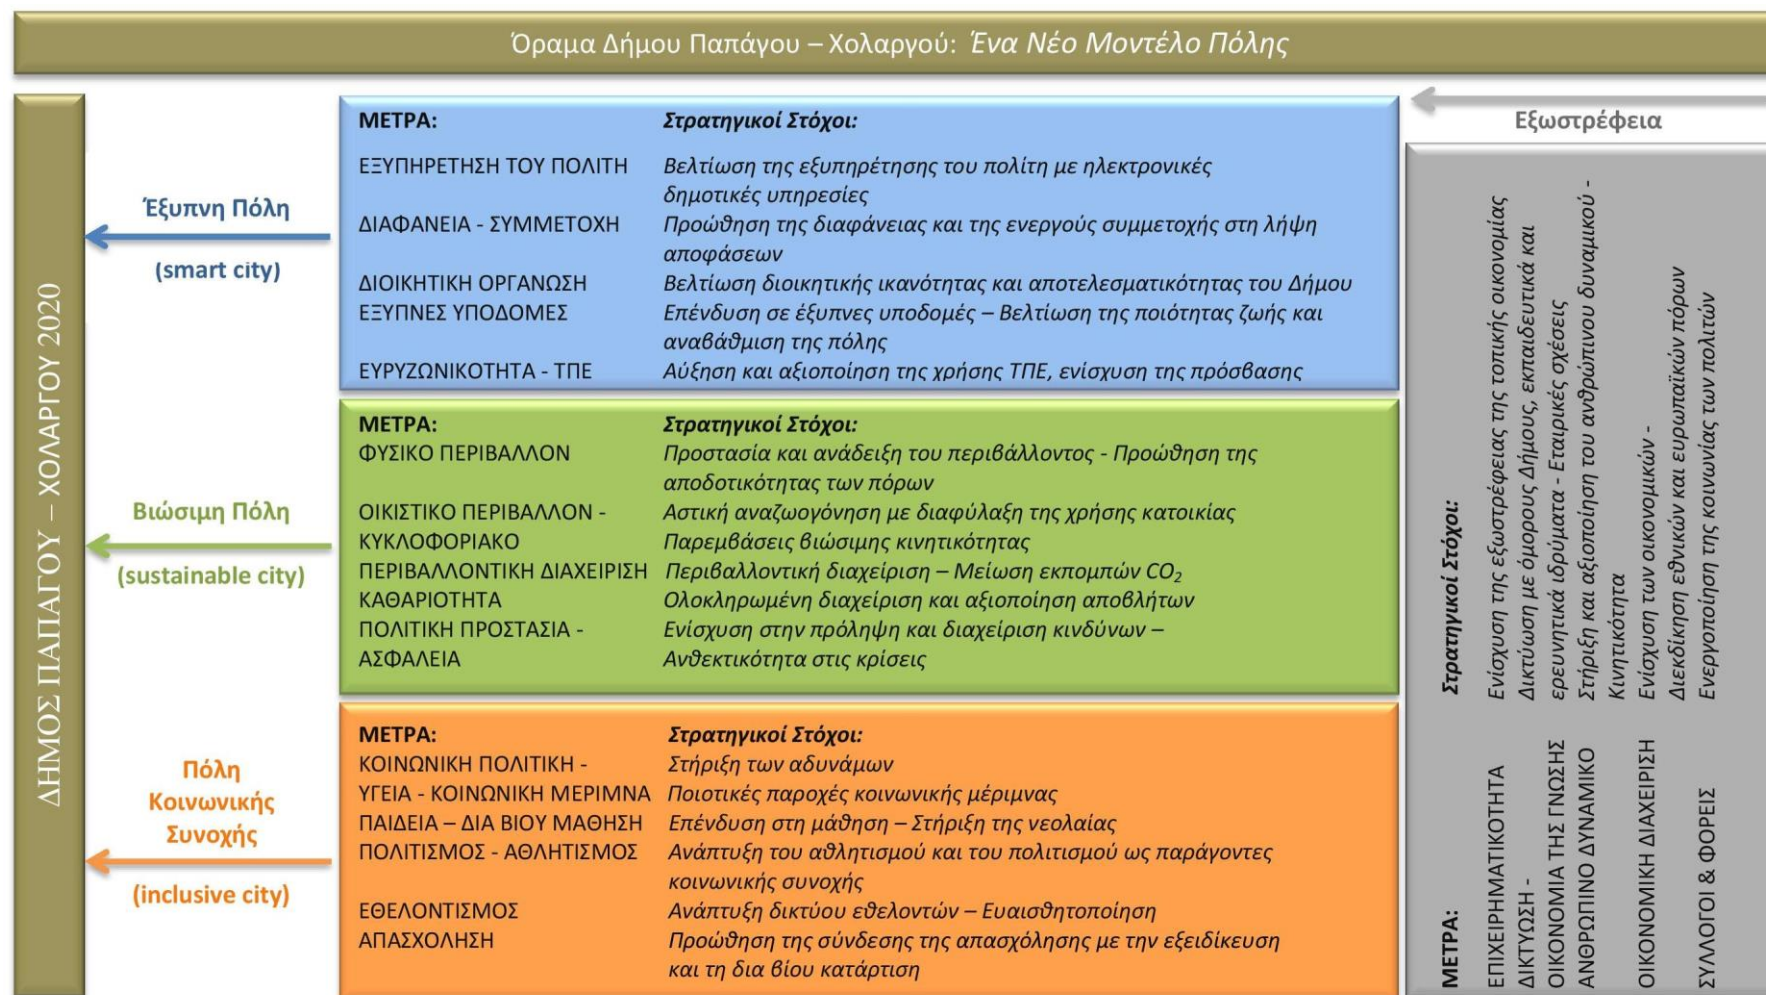 Όραμα Δήμου Παπάγου – Χολαργού: Ένα Νέο Μοντέλο Πόλης
ΔΗΜΟΣ ΠΑΠΑΓΟΥ – ΧΟΛΑΡΓΟΥ 2020
Έξυπνη Πόλη
(smart city)
ΜΕΤΡΑ: Στρατηγικοί Στόχοι:
ΕΞΥΠΗΡΕΤΗΣΗ ΤΟΥ ΠΟΛΙΤΗ Βελτίωση της εξυπηρέτησης του πολίτη με ηλεκτρονικές
δημοτικές υπηρεσίες
ΔΙΑΦΑΝΕΙΑ - ΣΥΜΜΕΤΟΧΗ Προώθηση της διαφάνειας και της ενεργούς συμμετοχής στη λήψη
αποφάσεων
ΔΙΟΙΚΗΤΙΚΗ ΟΡΓΑΝΩΣΗ Βελτίωση διοικητικής ικανότητας και αποτελεσματικότητας του Δήμου
ΕΞΥΠΝΕΣ ΥΠΟΔΟΜΕΣ Επένδυση σε έξυπνες υποδομές – Βελτίωση της ποιότητας ζωής και
αναβάθμιση της πόλης
ΕΥΡΥΖΩΝΙΚΟΤΗΤΑ - ΤΠΕ Αύξηση και αξιοποίηση της χρήσης ΤΠΕ, ενίσχυση της πρόσβασης
Βιώσιμη Πόλη
(sustainable city)
ΜΕΤΡΑ: Στρατηγικοί Στόχοι:
ΦΥΣΙΚΟ ΠΕΡΙΒΑΛΛΟΝ Προστασία και ανάδειξη του περιβάλλοντος - Προώθηση της
αποδοτικότητας των πόρων
ΟΙΚΙΣΤΙΚΟ ΠΕΡΙΒΑΛΛΟΝ - Αστική αναζωογόνηση με διαφύλαξη της χρήσης κατοικίας
ΚΥΚΛΟΦΟΡΙΑΚΟ Παρεμβάσεις βιώσιμης κινητικότητας
ΠΕΡΙΒΑΛΛΟΝΤΙΚΗ ΔΙΑΧΕΙΡΙΣΗ Περιβαλλοντική διαχείριση – Μείωση εκπομπών CO₂
ΚΑΘΑΡΙΟΤΗΤΑ Ολοκληρωμένη διαχείριση και αξιοποίηση αποβλήτων
ΠΟΛΙΤΙΚΗ ΠΡΟΣΤΑΣΙΑ - Ενίσχυση στην πρόληψη και διαχείριση κινδύνων –
ΑΣΦΑΛΕΙΑ Ανθεκτικότητα στις κρίσεις
Πόλη
Κοινωνικής
Συνοχής
(inclusive city)
ΜΕΤΡΑ: Στρατηγικοί Στόχοι:
ΚΟΙΝΩΝΙΚΗ ΠΟΛΙΤΙΚΗ - Στήριξη των αδυνάμων
ΥΓΕΙΑ - ΚΟΙΝΩΝΙΚΗ ΜΕΡΙΜΝΑ Ποιοτικές παροχές κοινωνικής μέριμνας
ΠΑΙΔΕΙΑ – ΔΙΑ ΒΙΟΥ ΜΑΘΗΣΗ Επένδυση στη μάθηση – Στήριξη της νεολαίας
ΠΟΛΙΤΙΣΜΟΣ - ΑΘΛΗΤΙΣΜΟΣ Ανάπτυξη του αθλητισμού και του πολιτισμού ως παράγοντες
κοινωνικής συνοχής
ΕΘΕΛΟΝΤΙΣΜΟΣ Ανάπτυξη δικτύου εθελοντών – Ευαισθητοποίηση
ΑΠΑΣΧΟΛΗΣΗ Προώθηση της σύνδεσης της απασχόλησης με την εξειδίκευση
και τη δια βίου κατάρτιση
Εξωστρέφεια
ΜΕΤΡΑ: Στρατηγικοί Στόχοι:
ΕΠΙΧΕΙΡΗΜΑΤΙΚΟΤΗΤΑ Ενίσχυση της εξωστρέφειας της τοπικής οικονομίας
ΔΙΚΤΥΩΣΗ - Δικτύωση με όμορους Δήμους, εκπαιδευτικά και
ΟΙΚΟΝΟΜΙΑ ΤΗΣ ΓΝΩΣΗΣ ερευνητικά ιδρύματα - Εταιρικές σχέσεις
ΑΝΘΡΩΠΙΝΟ ΔΥΝΑΜΙΚΟ Στήριξη και αξιοποίηση του ανθρώπινου δυναμικού -
Κινητικότητα
ΟΙΚΟΝΟΜΙΚΗ ΔΙΑΧΕΙΡΙΣΗ Ενίσχυση των οικονομικών -
Διεκδίκηση εθνικών και ευρωπαϊκών πόρων
ΣΥΛΛΟΓΟΙ & ΦΟΡΕΙΣ Ενεργοποίηση της κοινωνίας των πολιτών